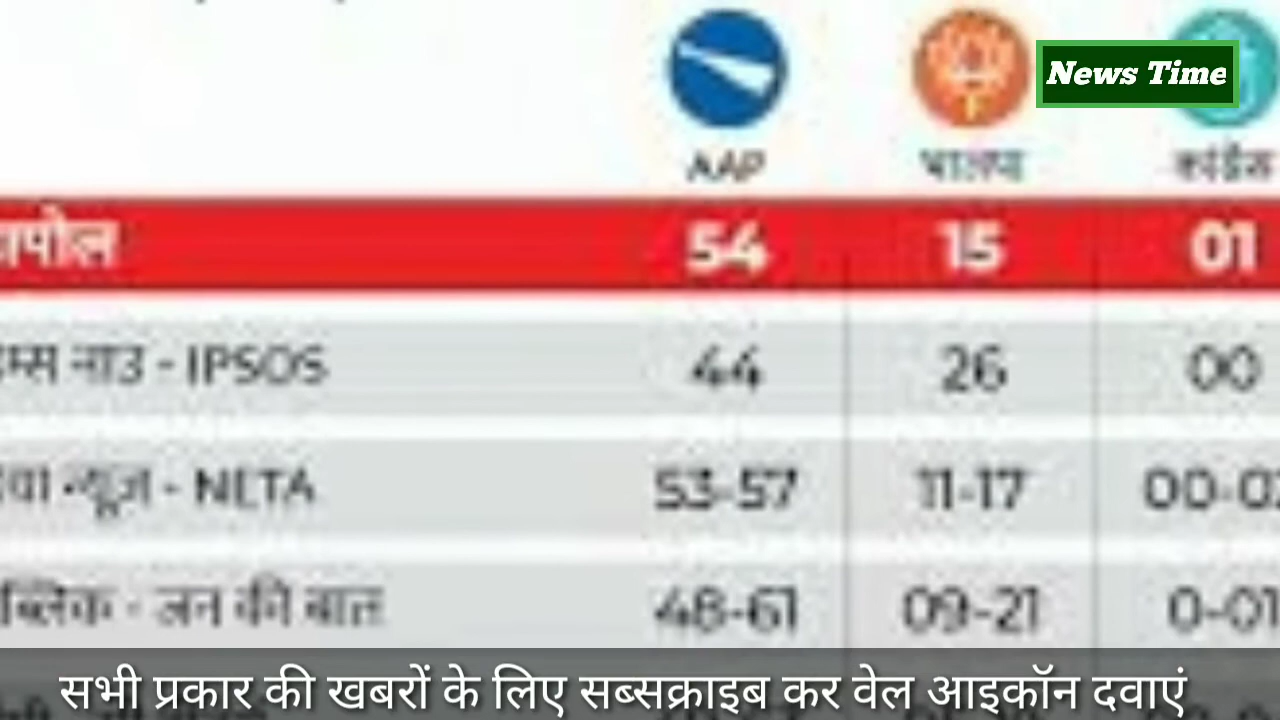 News Time
AAP भाजपा कांग्रेस
54 15 01
नाउ - IPSOS 44 26 00
न्यूज - NETA 53-57 11-17
जन की बात 48-61 09-21 0-01
सभी प्रकार की खबरों के लिए सब्सक्राइब कर वेल आइकॉन दवाएं